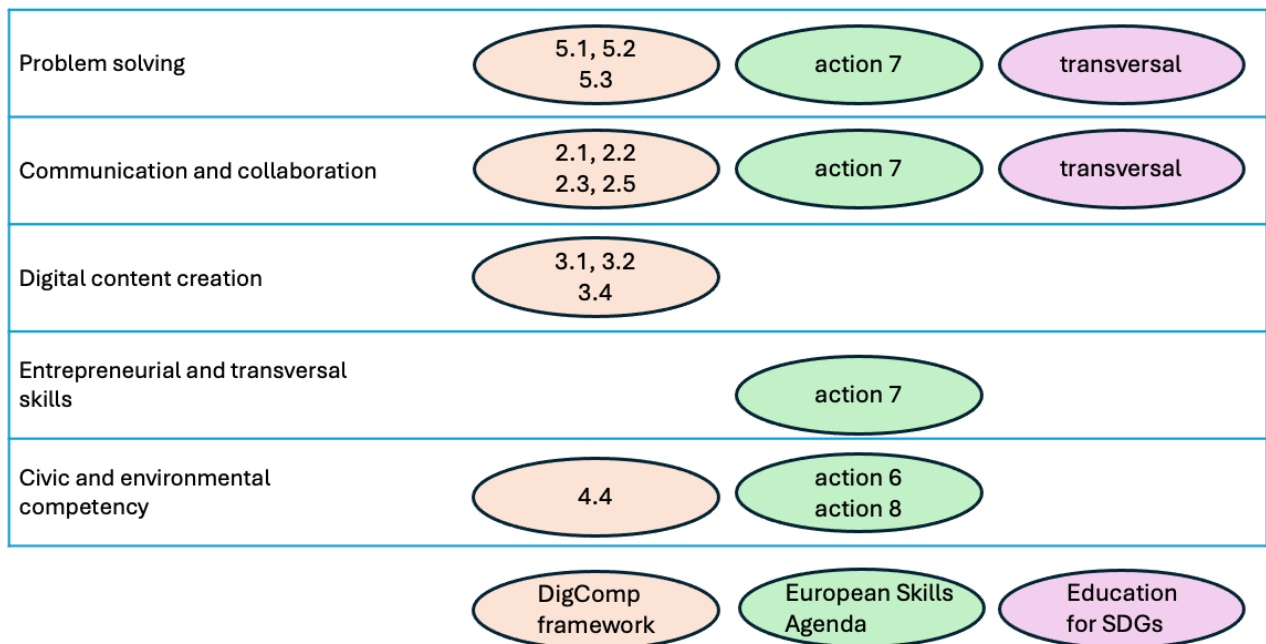 Problem solving
5.1, 5.2
5.3
action 7
transversal
Communication and collaboration
2.1, 2.2
2.3, 2.5
action 7
transversal
Digital content creation
3.1, 3.2
3.4
Entrepreneurial and transversal
skills
action 7
Civic and environmental
competency
4.4
action 6
action 8
DigComp
framework
European Skills
Agenda
Education
for SDGs